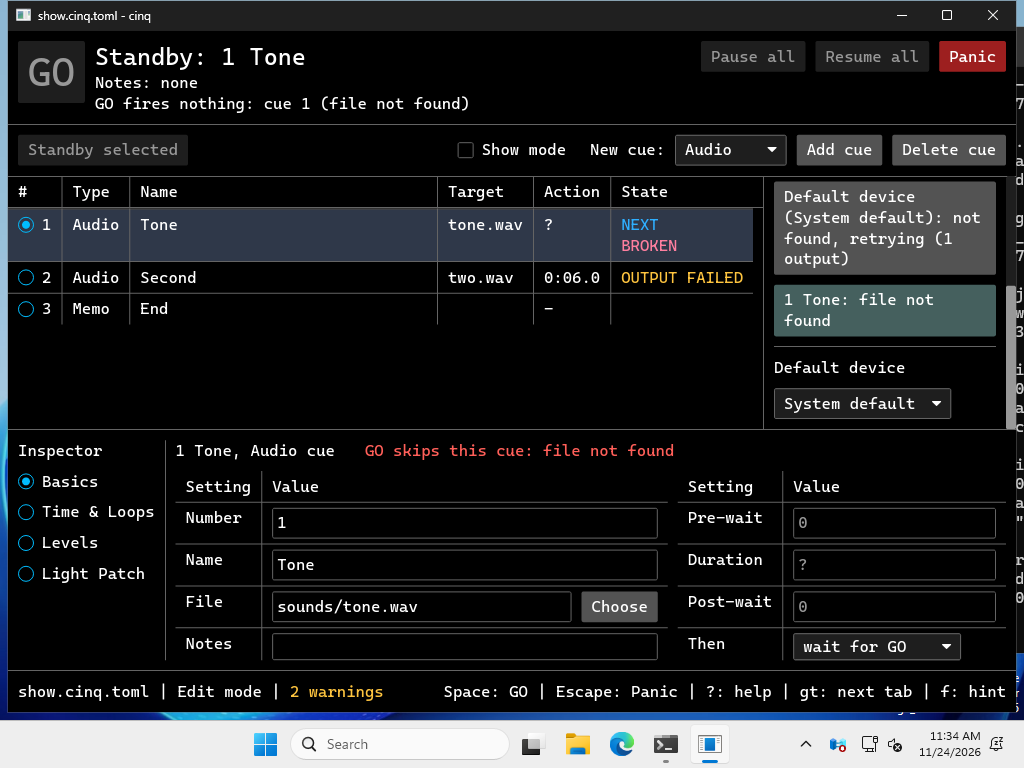 show.cinq.toml - cinq
GO
Standby: 1 Tone
Notes: none
GO fires nothing: cue 1 (file not found)
Pause all
Resume all
Panic
Standby selected
Show mode
New cue:
Audio
Add cue
Delete cue
# Type Name Target Action State
1 Audio Tone tone.wav ? NEXT
BROKEN
2 Audio Second two.wav 0:06.0 OUTPUT FAILED
3 Memo End –
Default device
(System default): not
found, retrying (1
output)
1 Tone: file not
found
Default device
System default
Inspector
Basics
Time & Loops
Levels
Light Patch
1 Tone, Audio cue GO skips this cue: file not found
Setting Value
Number 1
Name Tone
File sounds/tone.wav Choose
Notes
Setting Value
Pre-wait 0
Duration ?
Post-wait 0
Then wait for GO
show.cinq.toml | Edit mode | 2 warnings
Space: GO | Escape: Panic | ?: help | gt: next tab | f: hint
Search
11:34 AM
11/24/2026